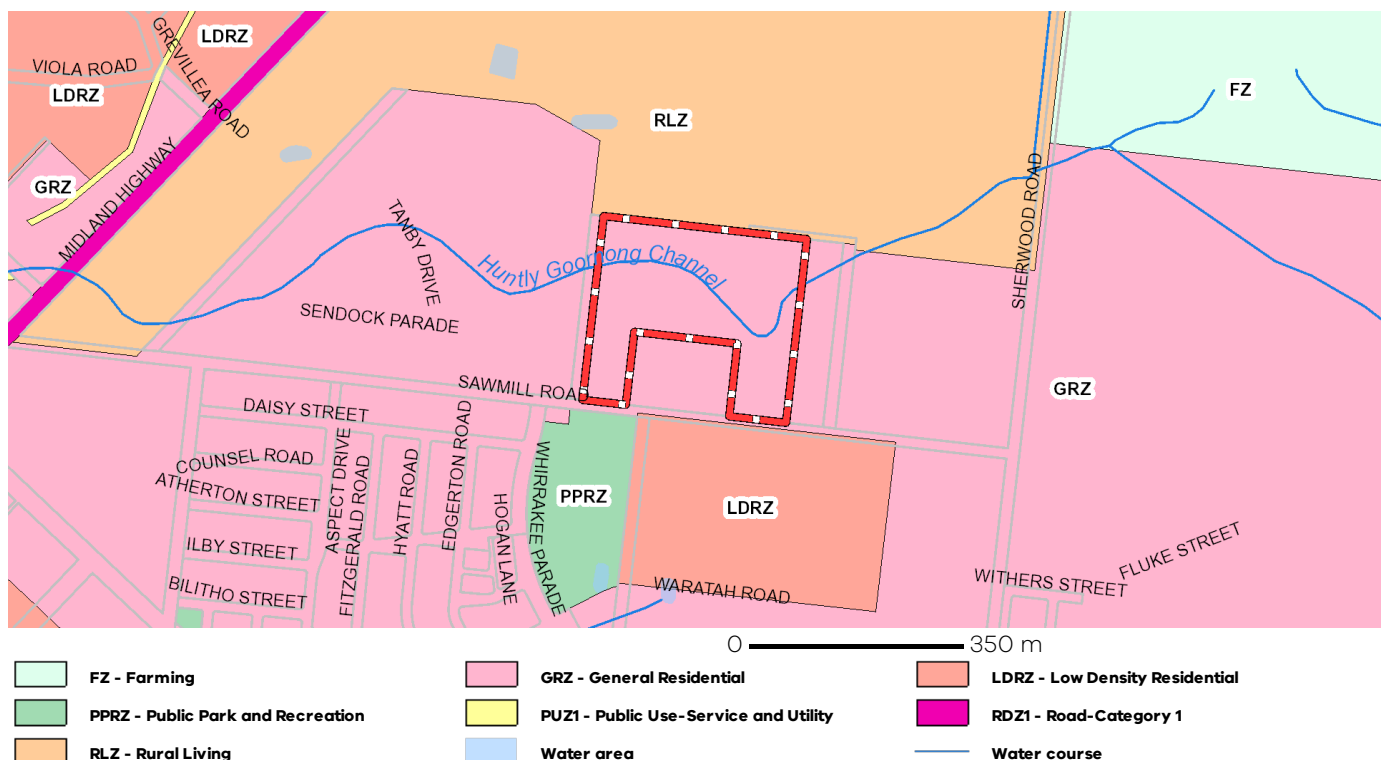 LDRZ
GREVILLEA ROAD
VIOLA ROAD
LDRZ
FZ
RLZ
GRZ
MIDLAND HIGHWAY
SHERWOOD ROAD
TANBY DRIVE
Huntly Goornong Channel
SENDOCK PARADE
SAWMILL ROAD
GRZ
DAISY STREET
ASPECT DRIVE
FITZGERALD ROAD
HYATT ROAD
EDGERTON ROAD
HOGAN LANE
WHIRRAKEE PARADE
COUNSEL ROAD
ATHERTON STREET
PPRZ
LDRZ
ILBY STREET
BILITHO STREET
WARATAH ROAD
WITHERS STREET
FLUKE STREET
0 350 m
FZ - Farming
GRZ - General Residential
LDRZ - Low Density Residential
PPRZ - Public Park and Recreation
PUZ1 - Public Use-Service and Utility
RDZ1 - Road-Category 1
RLZ - Rural Living
Water area
Water course